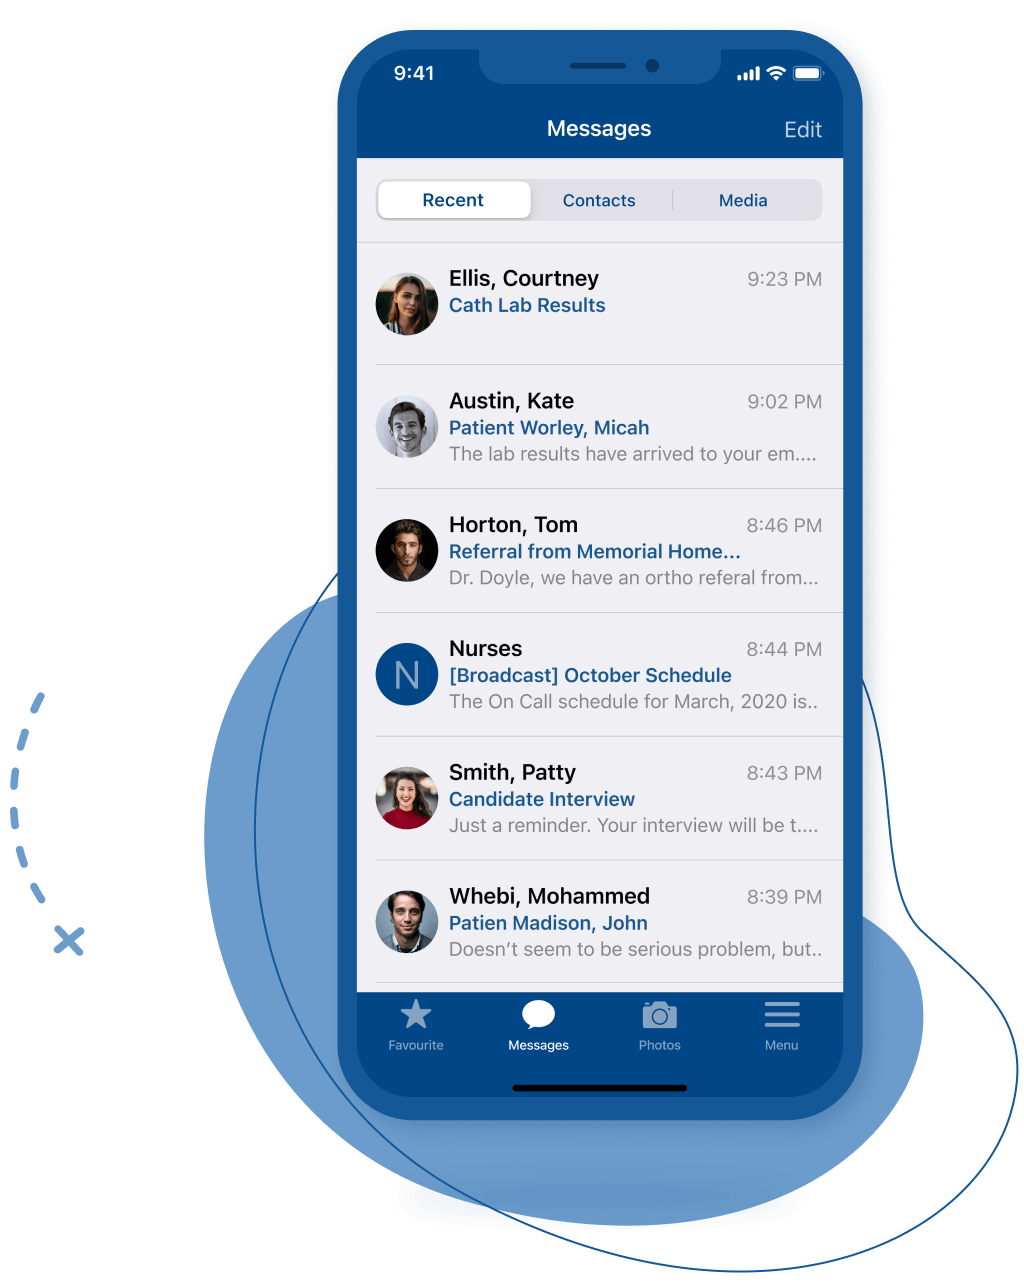 9:41
Messages
Edit
Recent
Contacts
Media
Ellis, Courtney
9:23 PM
Cath Lab Results
Austin, Kate
9:02 PM
Patient Worley, Micah
The lab results have arrived to your em....
Horton, Tom
8:46 PM
Referral from Memorial Home...
Dr. Doyle, we have an ortho referal from...
N
Nurses
8:44 PM
[Broadcast] October Schedule
The On Call schedule for March, 2020 is..
Smith, Patty
8:43 PM
Candidate Interview
Just a reminder. Your interview will be t....
Whebi, Mohammed
8:39 PM
Patien Madison, John
Doesn’t seem to be serious problem, but..
Favourite
Messages
Photos
Menu